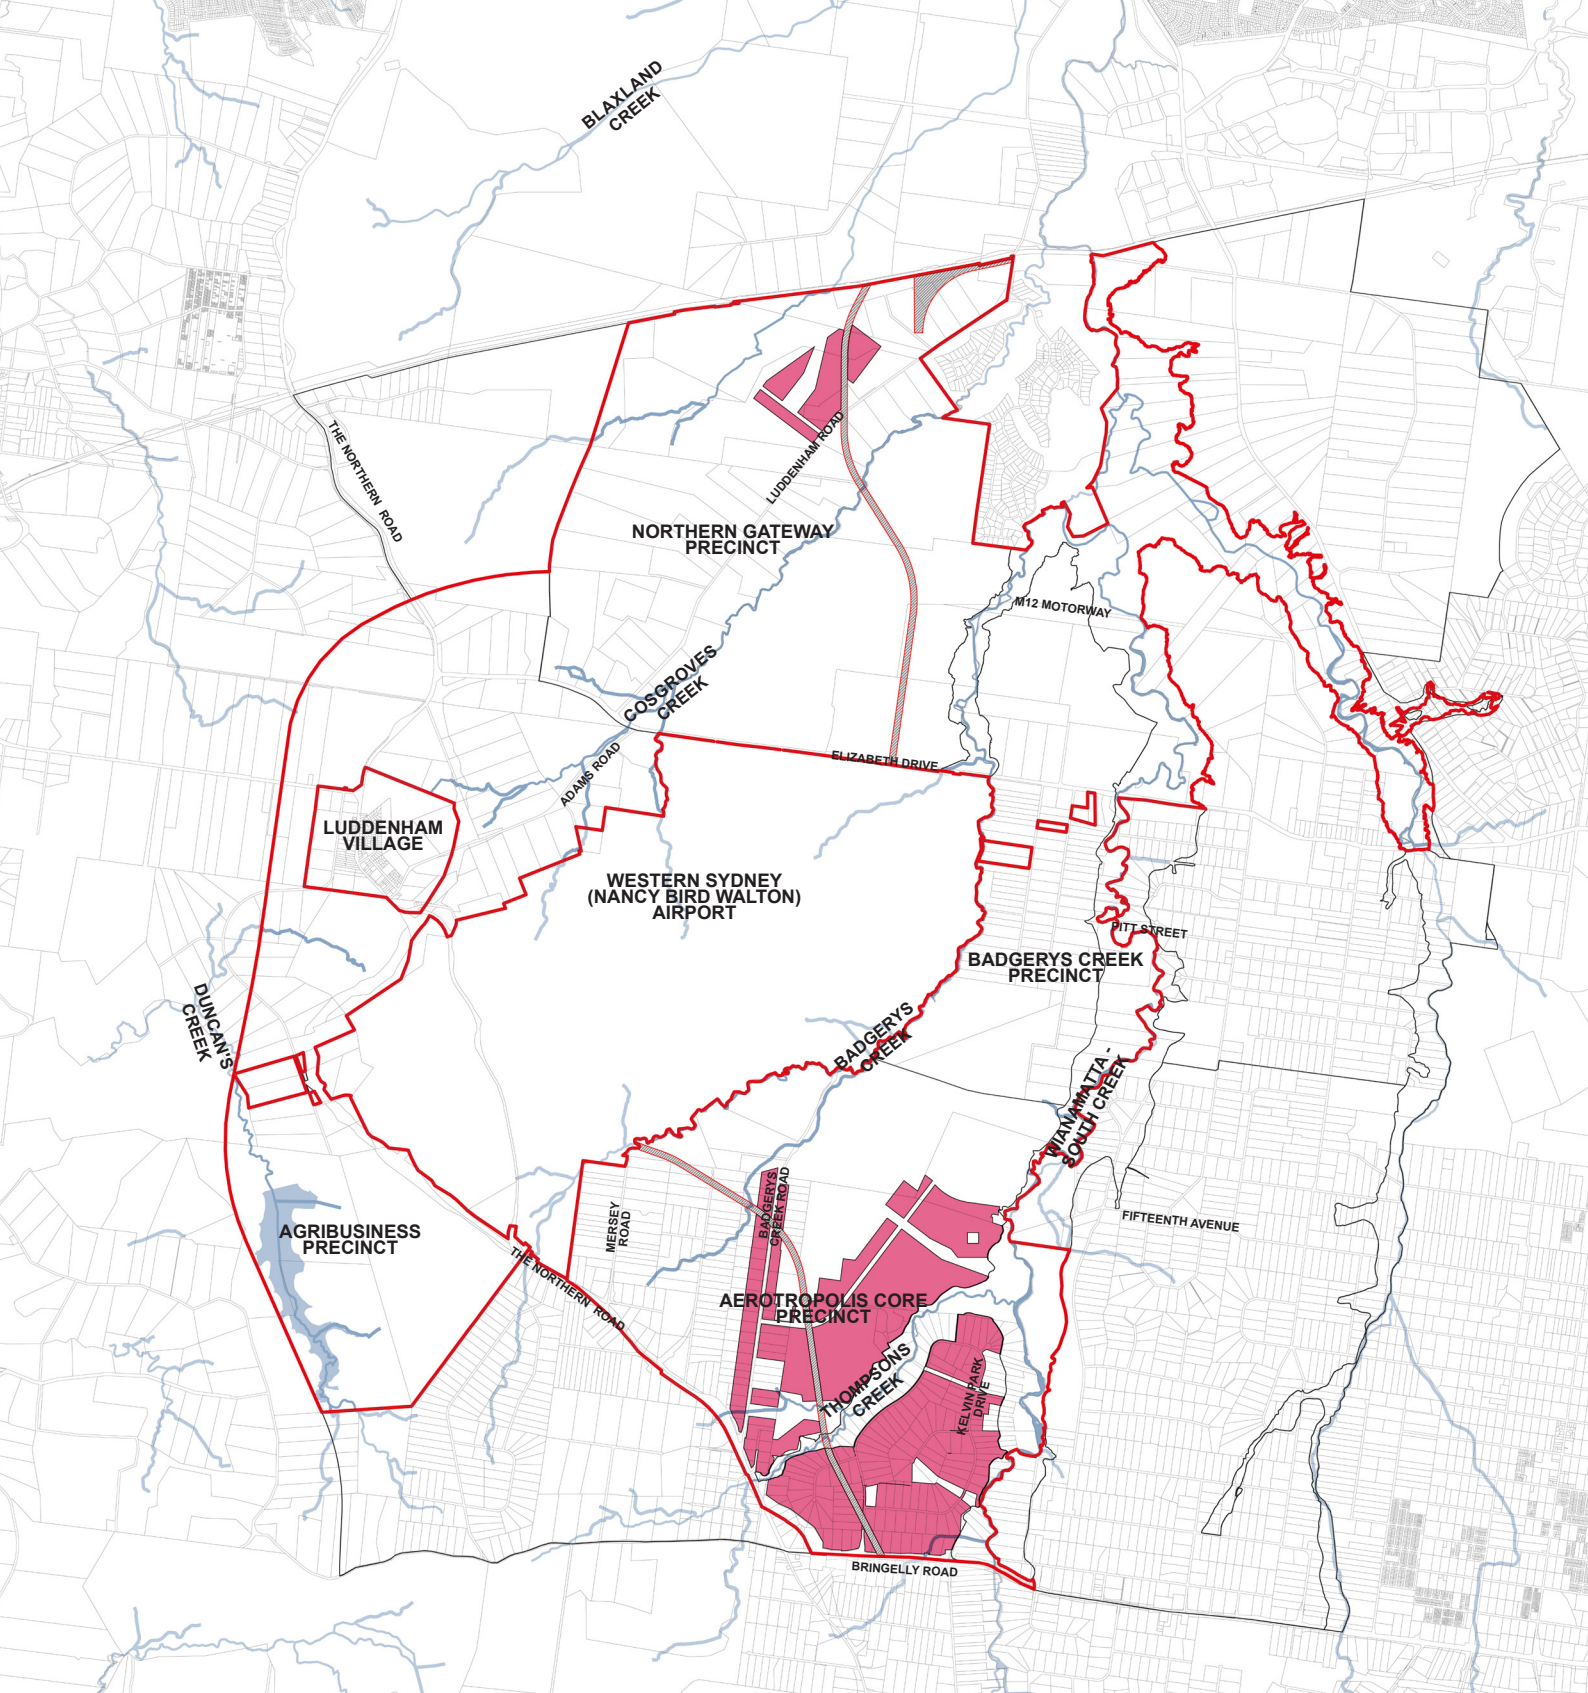 BLAXLAND
CREEK
THE NORTHERN ROAD
LUDDENHAM ROAD
NORTHERN GATEWAY
PRECINCT
M12 MOTORWAY
COSGROVES
CREEK
ELIZABETH DRIVE
ADAMS ROAD
LUDDENHAM
VILLAGE
WESTERN SYDNEY
(NANCY BIRD WALTON)
AIRPORT
PITT STREET
BADGERYS CREEK
PRECINCT
DUNCAN'S
CREEK
BADGERYS
CREEK
WIANAMATTA -
SOUTH CREEK
AGRIBUSINESS
PRECINCT
MERSEY
ROAD
BADGERYS
CREEK ROAD
FIFTEENTH AVENUE
THE NORTHERN ROAD
AEROTROPOLIS CORE
PRECINCT
THOMPSONS
CREEK
KELVIN PARK
DRIVE
BRINGELLY ROAD